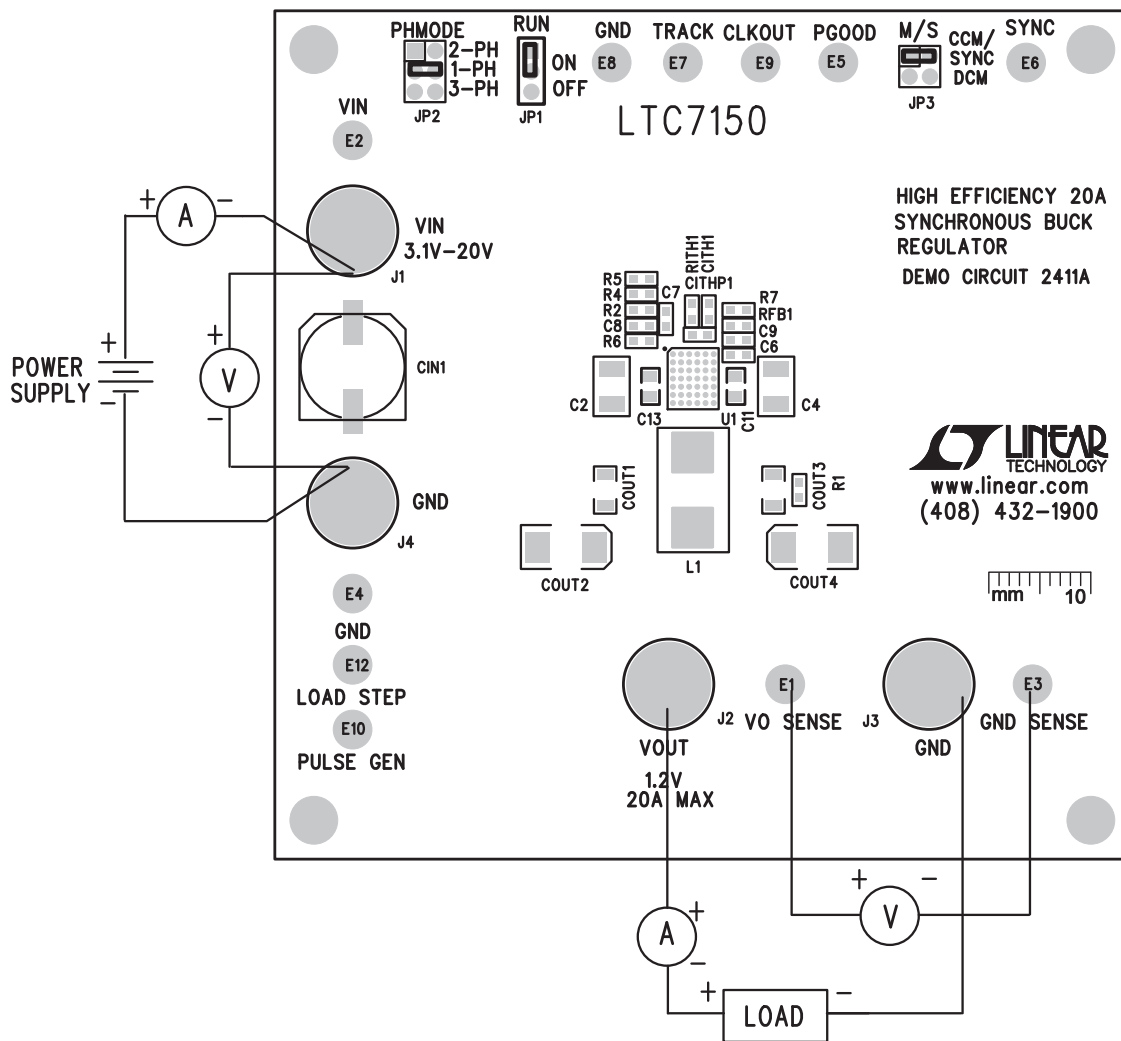 PHMODE
2-PH
1-PH
3-PH
JP2
RUN
ON
OFF
JP1
GND
E8
TRACK
E7
CLKOUT
E9
PGOOD
E5
M/S
CCM/
SYNC
DCM
JP3
SYNC
E6
LTC7150
VIN
E2
+
A
-
VIN
3.1V-20V
J1
HIGH EFFICIENCY 20A
SYNCHRONOUS BUCK
REGULATOR
DEMO CIRCUIT 2411A
R5
R4
R2
C8
R6
C7
RITH1
CITH1
CITHP1
R7
RFB1
C9
C6
+
POWER
SUPPLY
-
+
V
-
CIN1
C2
C13
U1
C11
C4
COUT1
COUT3
R1
LINEAR
TECHNOLOGY
www.linear.com
(408) 432-1900
GND
J4
COUT2
L1
COUT4
mm 10
E4
GND
E12
LOAD STEP
E10
PULSE GEN
J2
VOUT
1.2V
20A MAX
E1
VO SENSE
J3
GND
E3
GND SENSE
+
V
-
A
+
-
+
LOAD
-